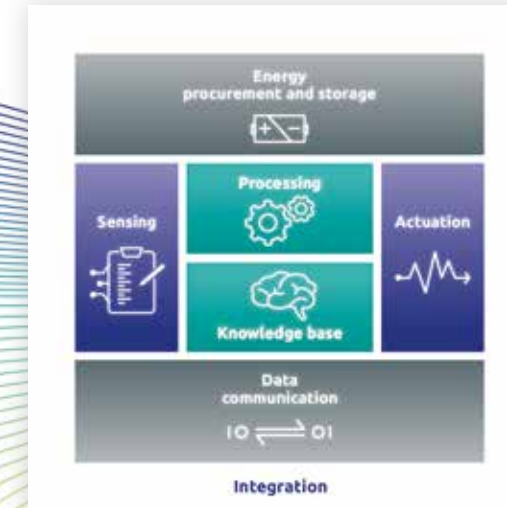 Energy
procurement and storage
Processing
Sensing
Actuation
Knowledge base
Data
communication
IO OI
Integration